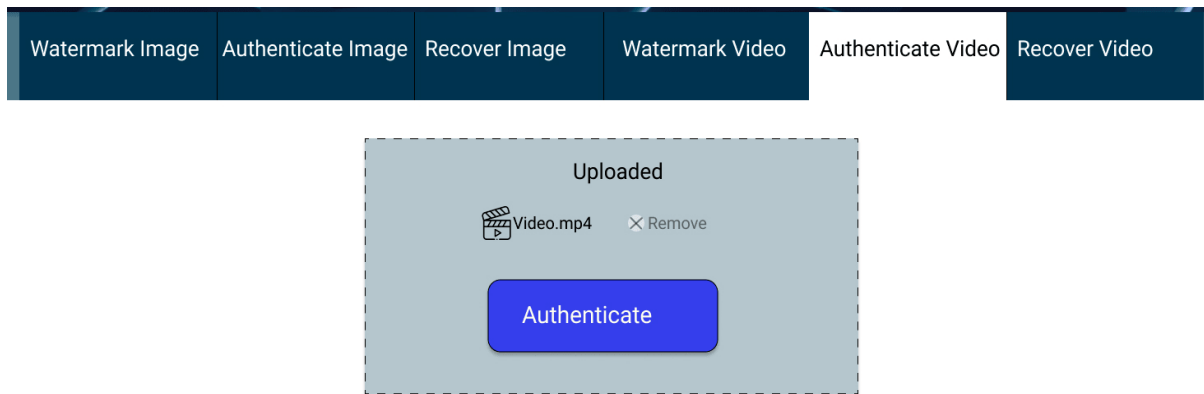 Watermark Image Authenticate Image Recover Image Watermark Video Authenticate Video Recover Video
Uploaded
Video.mp4 Remove
Authenticate